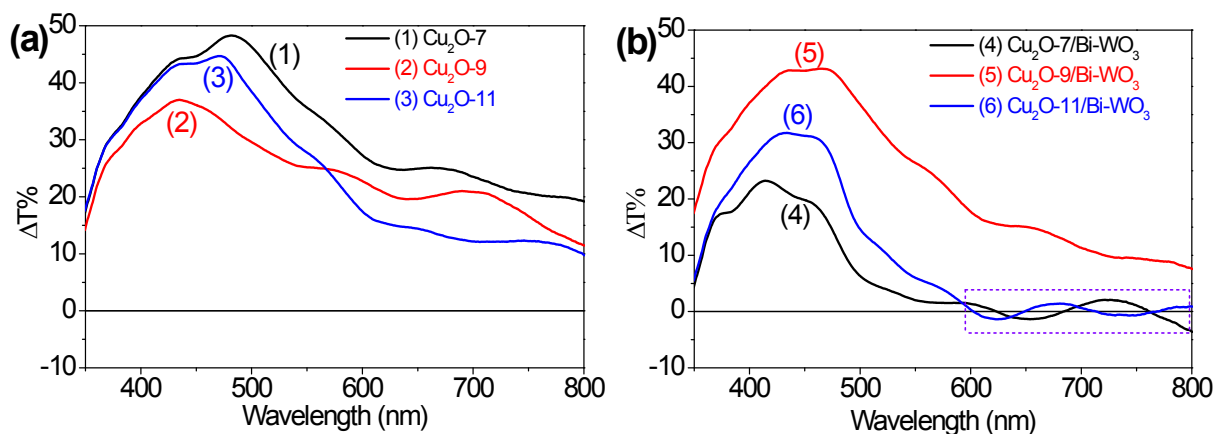 (a)
50
40
30
20
10
0
-10
ΔT%
400 500 600 700 800
Wavelength (nm)
(1) Cu₂O-7
(2) Cu₂O-9
(3) Cu₂O-11
(1)
(3)
(2)
(b)
50
40
30
20
10
0
-10
ΔT%
400 500 600 700 800
Wavelength (nm)
(4) Cu₂O-7/Bi-WO₃
(5) Cu₂O-9/Bi-WO₃
(6) Cu₂O-11/Bi-WO₃
(5)
(6)
(4)